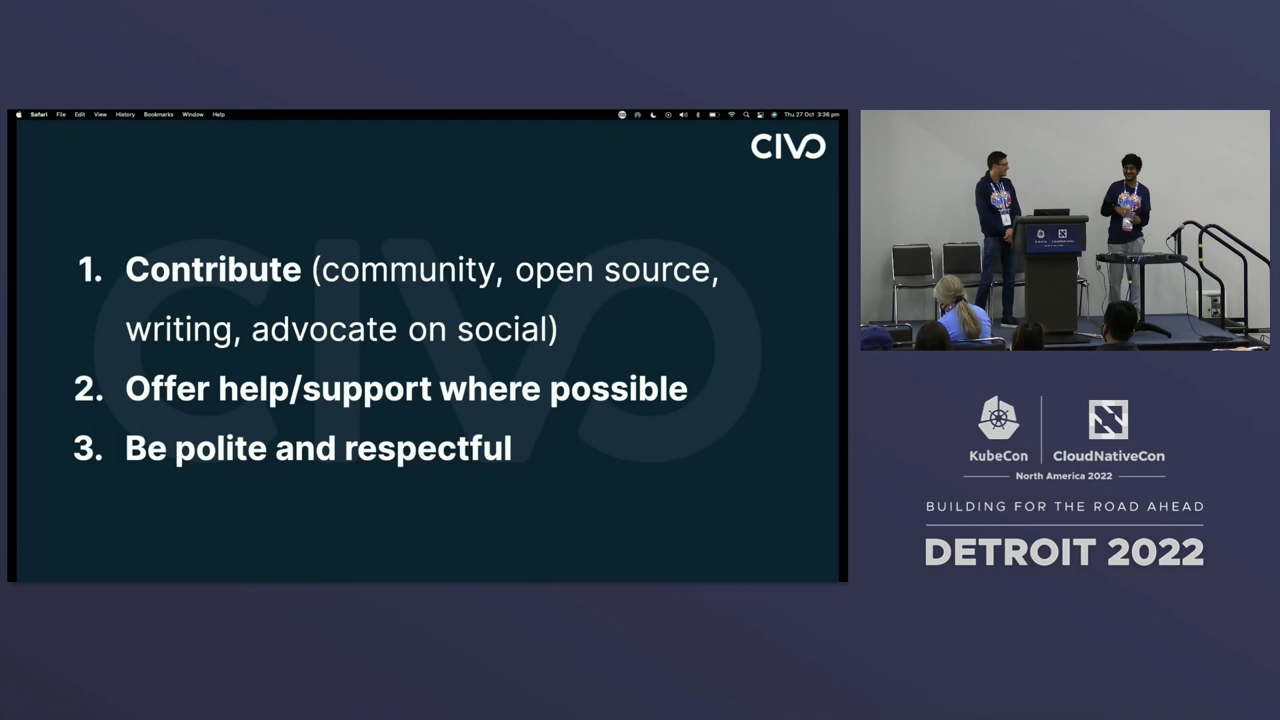 Safari File Edit View History Bookmarks Window Help
Thu 27 Oct 3:36 pm
CIVO
1. Contribute (community, open source,
writing, advocate on social)
2. Offer help/support where possible
3. Be polite and respectful
KubeCon
CloudNativeCon
North America 2022
BUILDING FOR THE ROAD AHEAD
DETROIT 2022